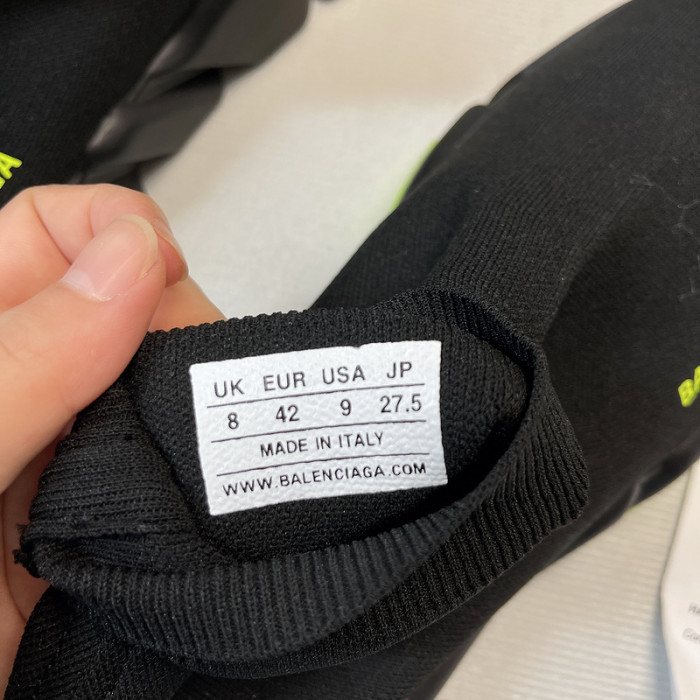 UK EUR USA JP
8 42 9 27.5
MADE IN ITALY
WWW.BALENCIAGA.COM